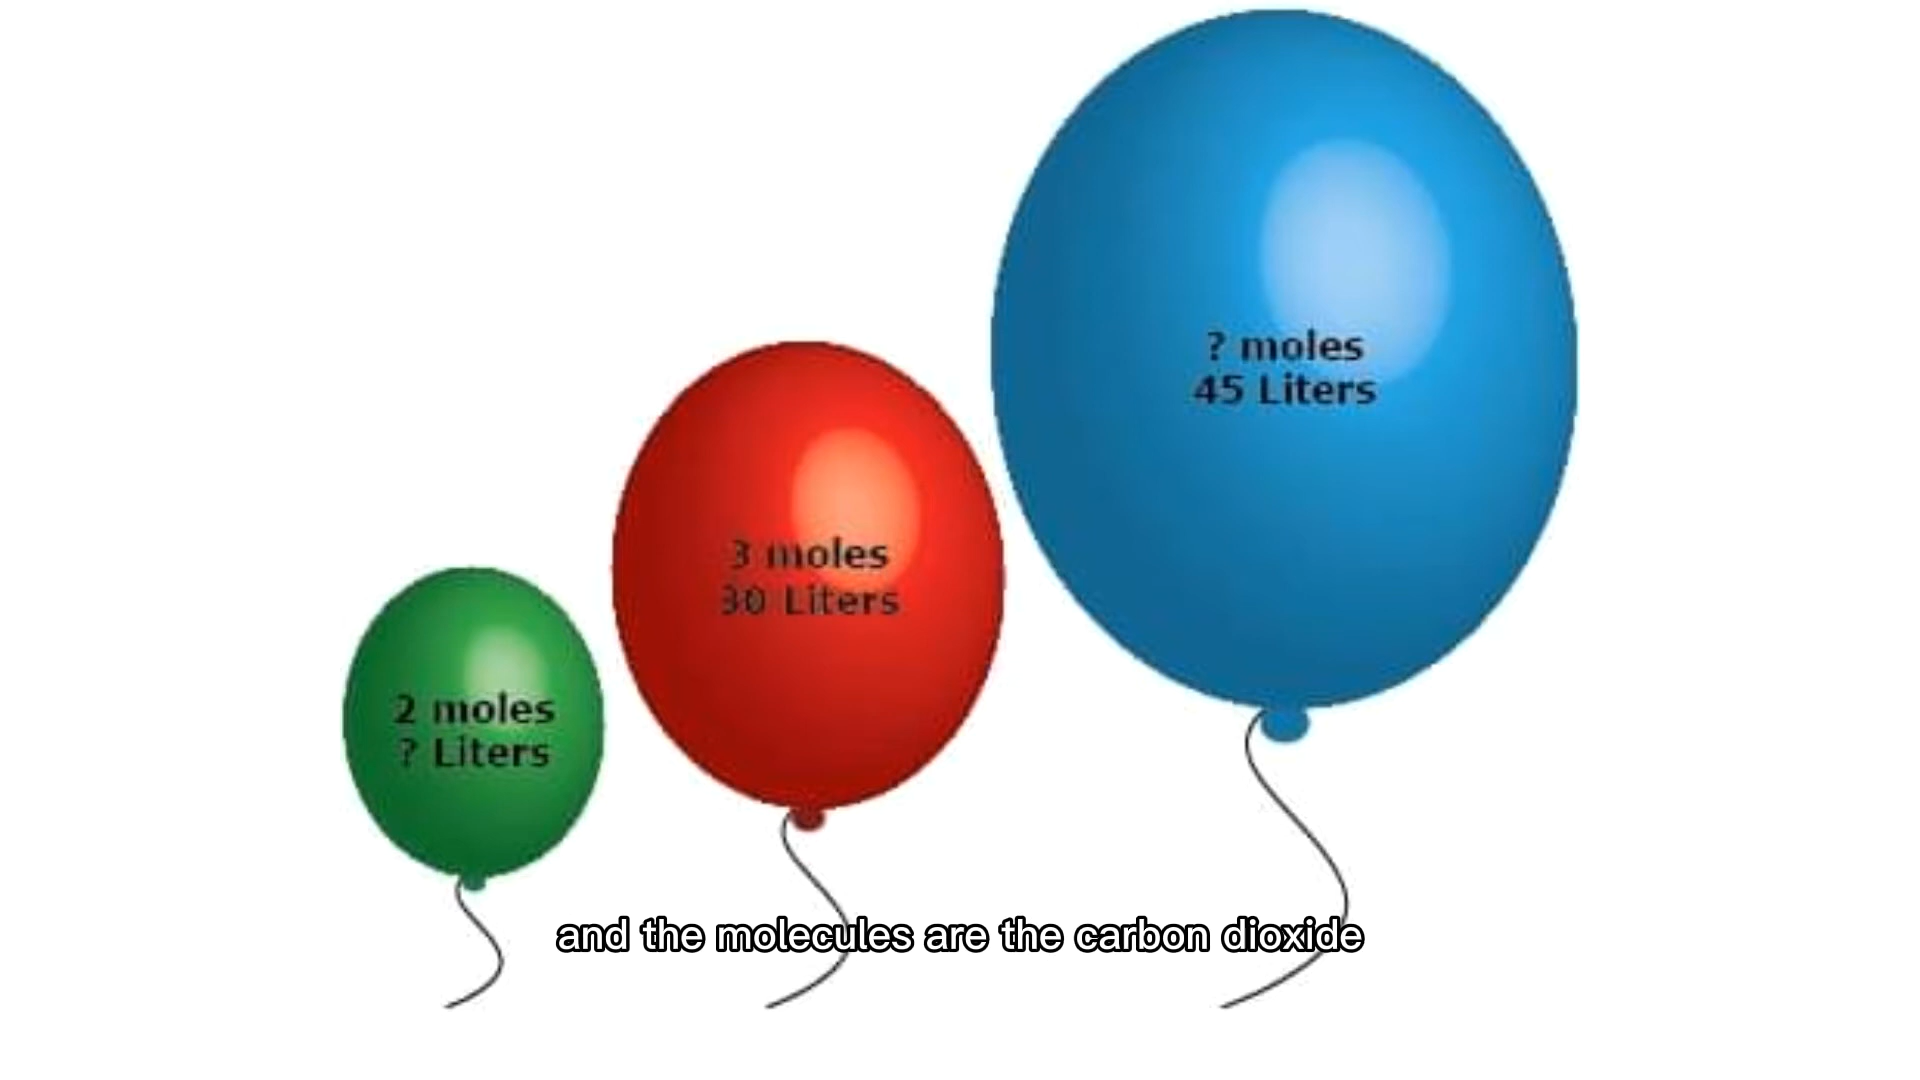 ? moles
45 Liters
3 moles
30 Liters
2 moles
? Liters
and the molecules are the carbon dioxide